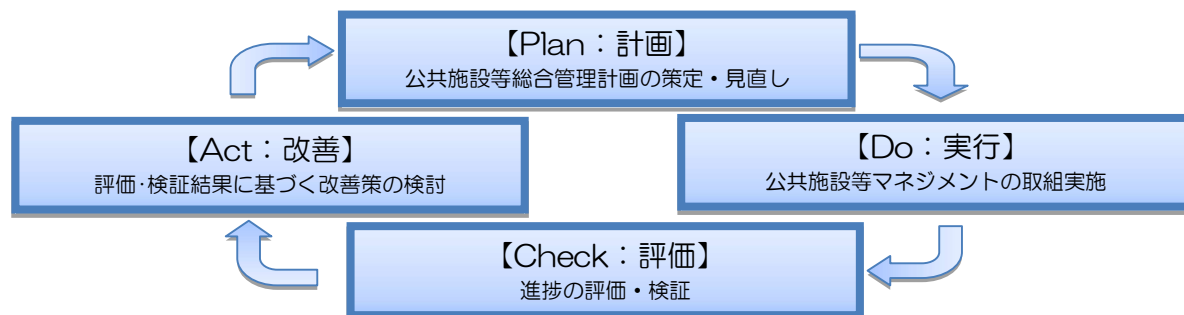 【Plan：計画】
公共施設等総合管理計画の策定・見直し
【Do：実行】
公共施設等マネジメントの取組実施
【Check：評価】
進捗の評価・検証
【Act：改善】
評価・検証結果に基づく改善策の検討